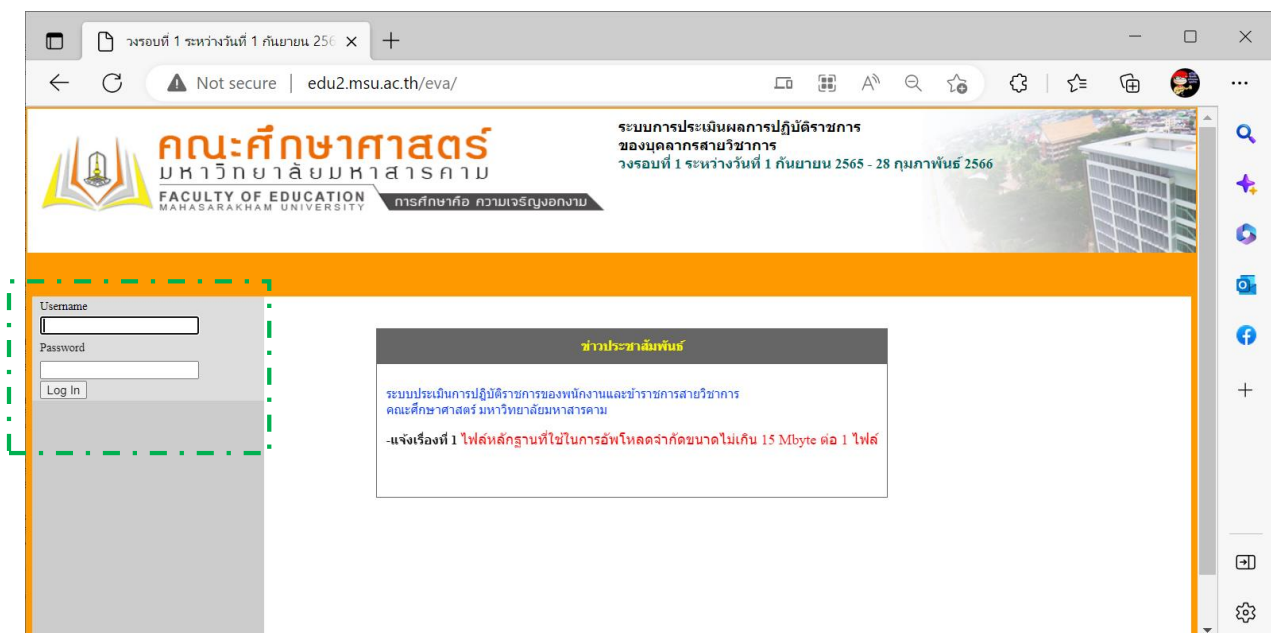 วงรอบที่ 1 ระหว่างวันที่ 1 กันยายน 256
Not secure | edu2.msu.ac.th/eva/
คณะศึกษาศาสตร์
มหาวิทยาลัยมหาสารคาม
FACULTY OF EDUCATION
MAHASARAKHAM UNIVERSITY
การศึกษาคือ ความเจริญงอกงาม
ระบบการประเมินผลการปฏิบัติราชการ
ของบุคลากรสายวิชาการ
วงรอบที่ 1 ระหว่างวันที่ 1 กันยายน 2565 - 28 กุมภาพันธ์ 2566
Username
Password
Log In
ข่าวประชาสัมพันธ์
ระบบประเมินการปฏิบัติราชการของพนักงานและข้าราชการสายวิชาการ
คณะศึกษาศาสตร์ มหาวิทยาลัยมหาสารคาม
-แจ้งเรื่องที่ 1 ไฟล์หลักฐานที่ใช้ในการอัพโหลดจำกัดขนาดไม่เกิน 15 Mbyte ต่อ 1 ไฟล์